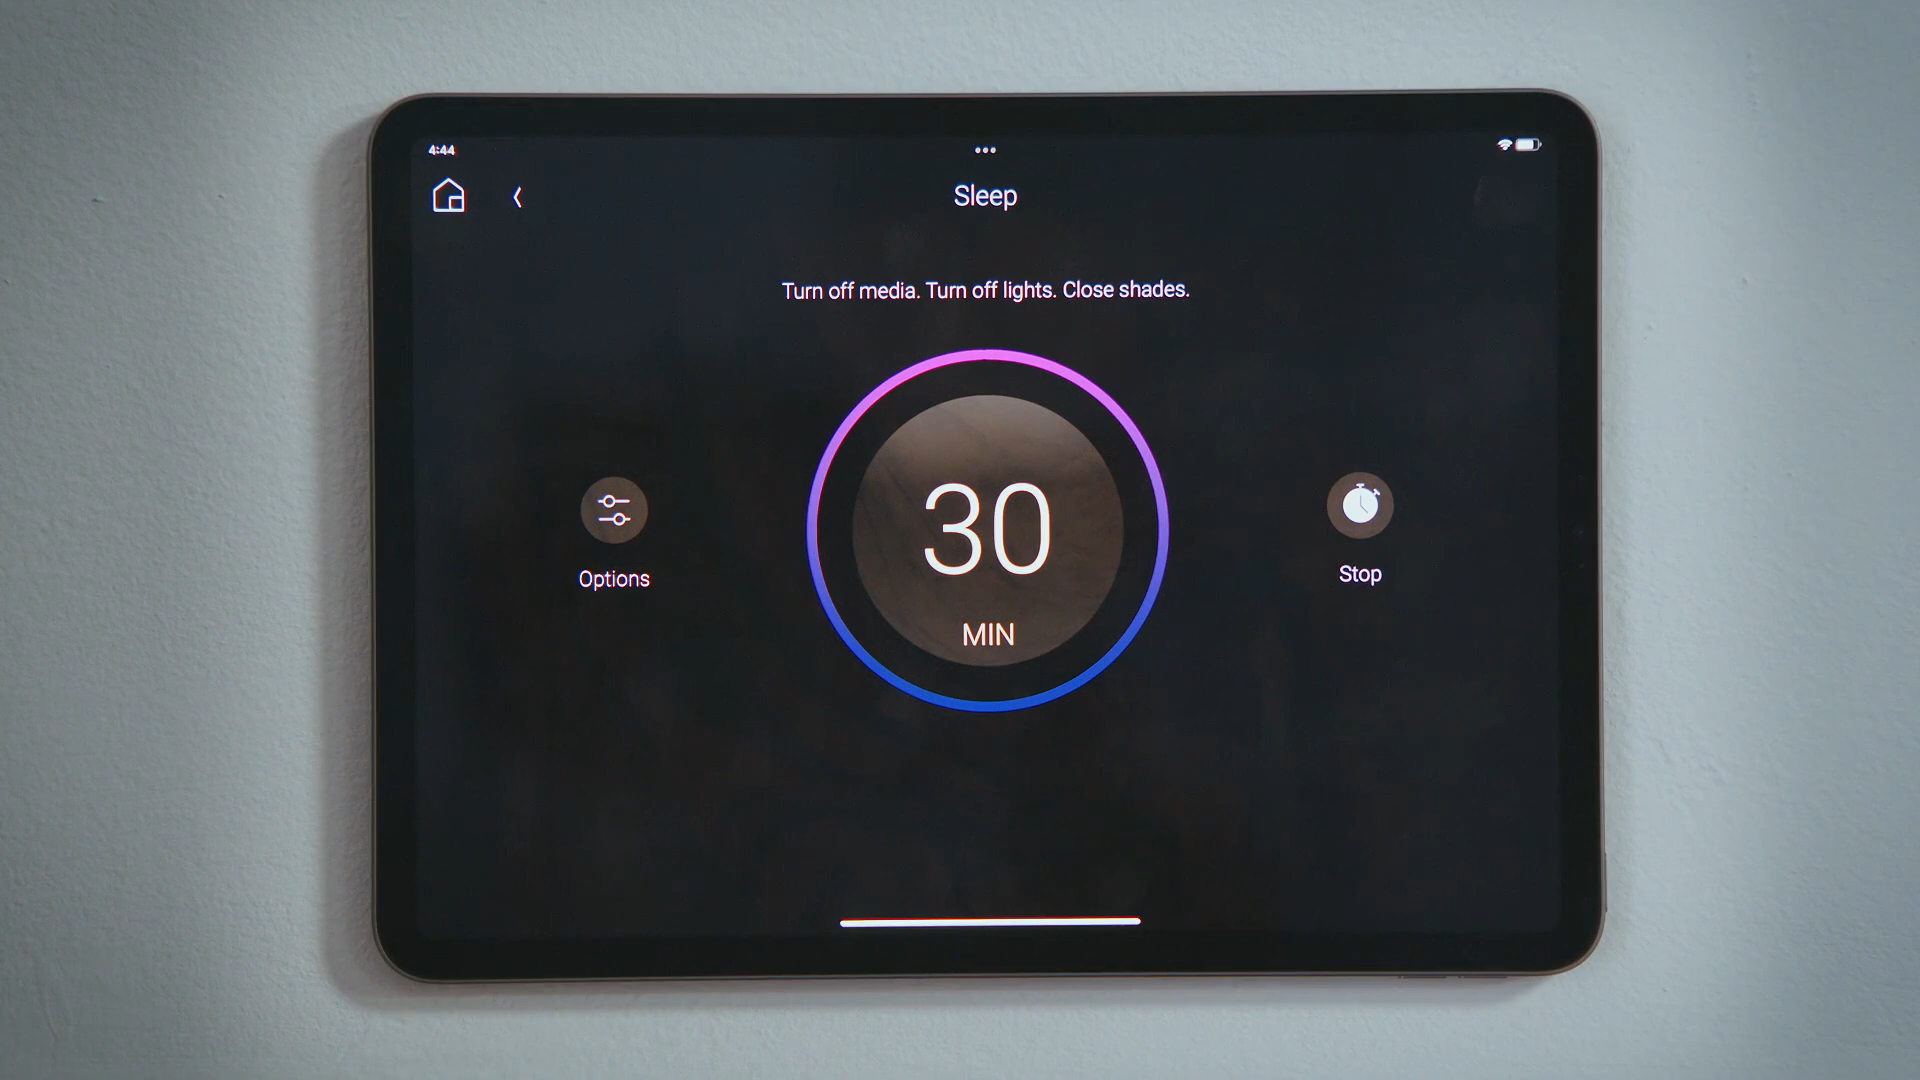 4:44
Sleep
Turn off media. Turn off lights. Close shades.
30
MIN
Options
Stop